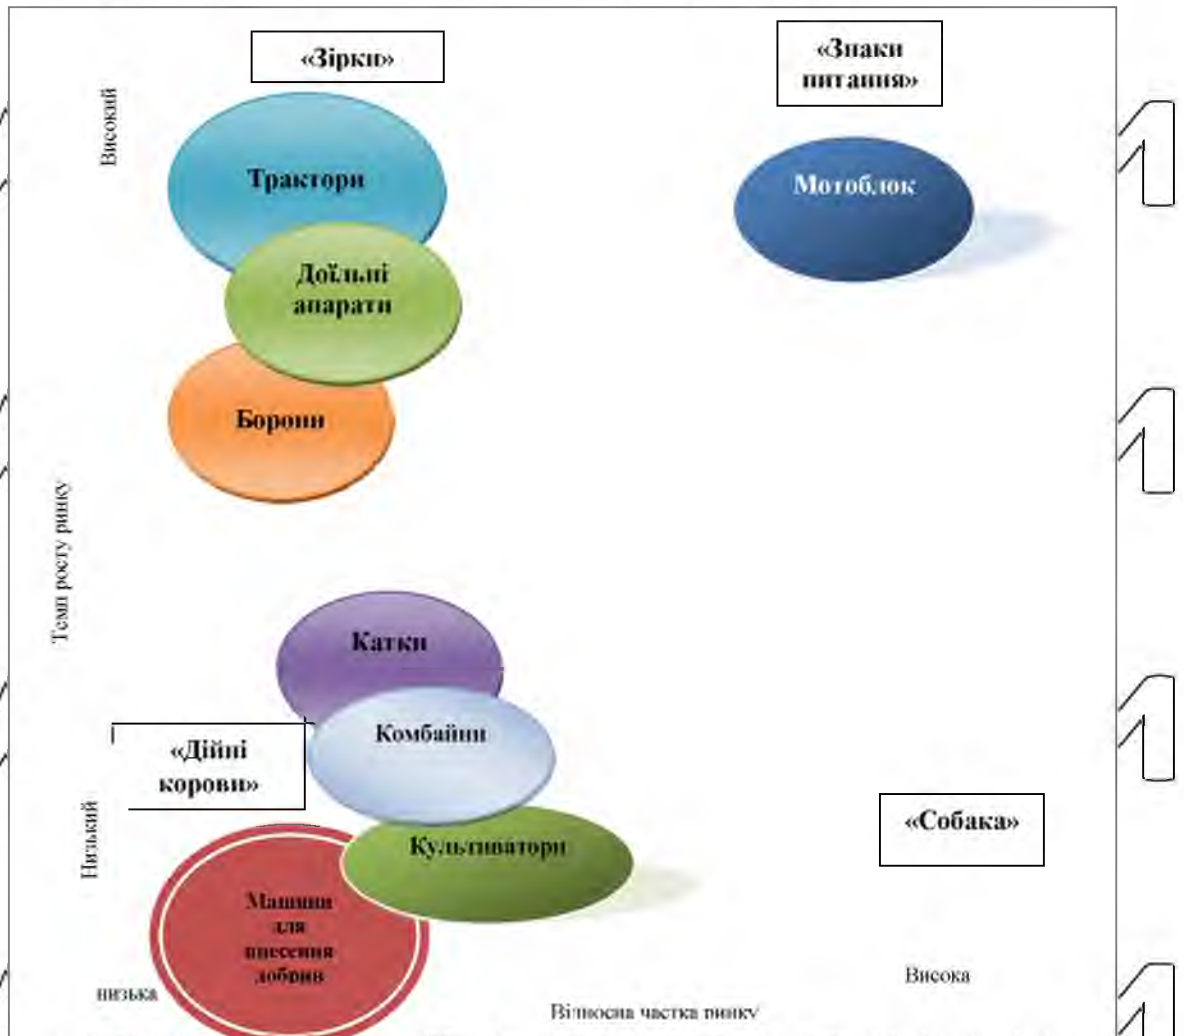 «Зірки»
«Знаки
питання»
Високий
Трактори
Мотоблок
Доїльні
апарати
Борони
Темп росту ринку
Катки
Комбайни
«Дійні
корови»
«Собака»
Культиватори
Низький
Машини
для
внесення
добрив
Висока
низька
Відносна частка ринку